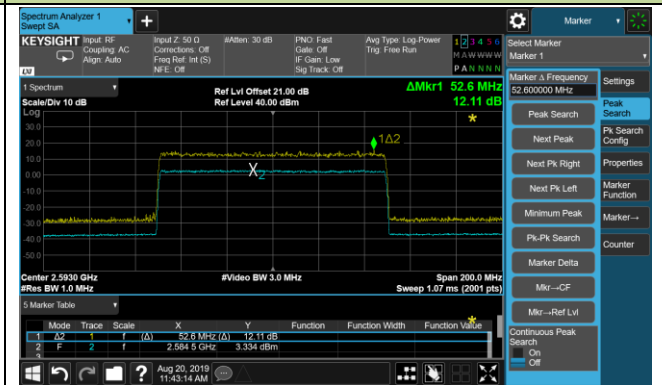 Spectrum Analyzer 1
Swept SA
Marker
KEYSIGHT
Input: RF
Coupling: AC
Align: Auto
Input Z: 50 Ω
Corrections: Off
Freq Ref: Int (S)
NFE: Off
#Atten: 30 dB
PNO: Fast
Gate: Off
IF Gain: Low
Sig Track: Off
Avg Type: Log-Power
Trig: Free Run
1 2 3 4 5 6
M A W W W W
P A N N N N
LXI
Select Marker
Marker 1
1 Spectrum
Scale/Div 10 dB
Ref Lvl Offset 21.00 dB
Ref Level 40.00 dBm
ΔMkr1 52.6 MHz
12.11 dB
Log
30.0
20.0
10.0
0.00
-10.0
-20.0
-30.0
-40.0
-50.0
1Δ2
X2
Center 2.5930 GHz
#Res BW 1.0 MHz
#Video BW 3.0 MHz
Span 200.0 MHz
Sweep 1.07 ms (2001 pts)
5 Marker Table
Mode Trace Scale X Y Function Function Width Function Value
1 Δ2 1 f (Δ) 52.6 MHz (Δ) 12.11 dB
2 F 2 f 2.584 5 GHz 3.334 dBm
3
Aug 20, 2019
11:43:14 AM
Marker Δ Frequency
52.600000 MHz
Peak Search
Next Peak
Next Pk Right
Next Pk Left
Minimum Peak
Pk-Pk Search
Marker Delta
Mkr→CF
Mkr→Ref Lvl
Continuous Peak
Search
On
Off
Settings
Peak
Search
Pk Search
Config
Properties
Marker
Function
Marker→
Counter